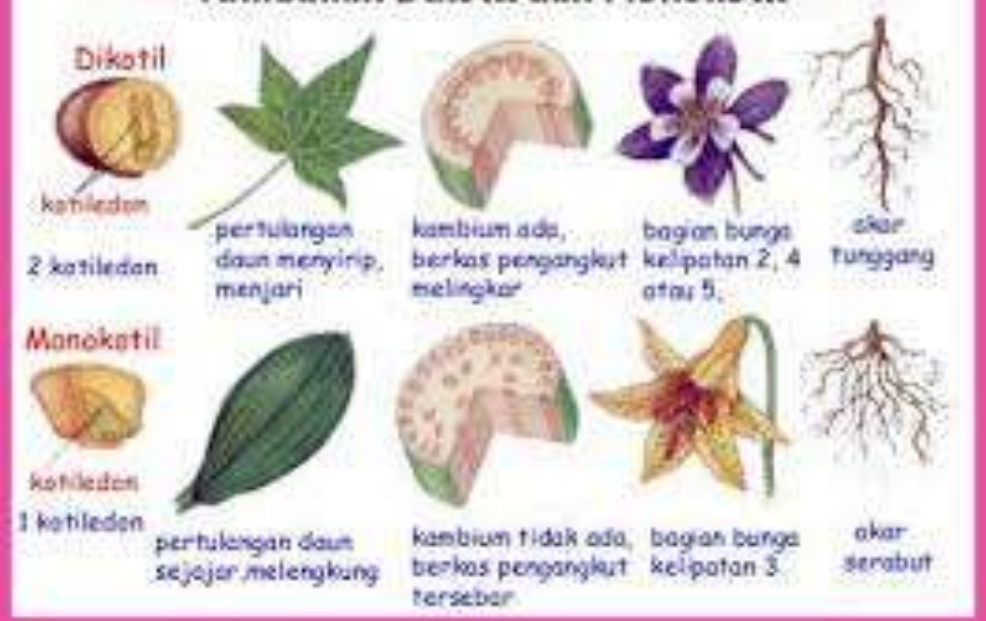 Dikotil
kotiledon
2 kotiledon
pertulangan
daun menyirip,
menjari
kambium ada,
berkas pengangkut
melingkar
bagian bunga
kelipatan 2, 4
atau 5,
akar
tunggang
Monokotil
kotiledon
1 kotiledon
pertulangan daun
sejajar,melengkung
kambium tidak ada,
berkas pengangkut
tersebar
bagian bunga
kelipatan 3
akar
serabut